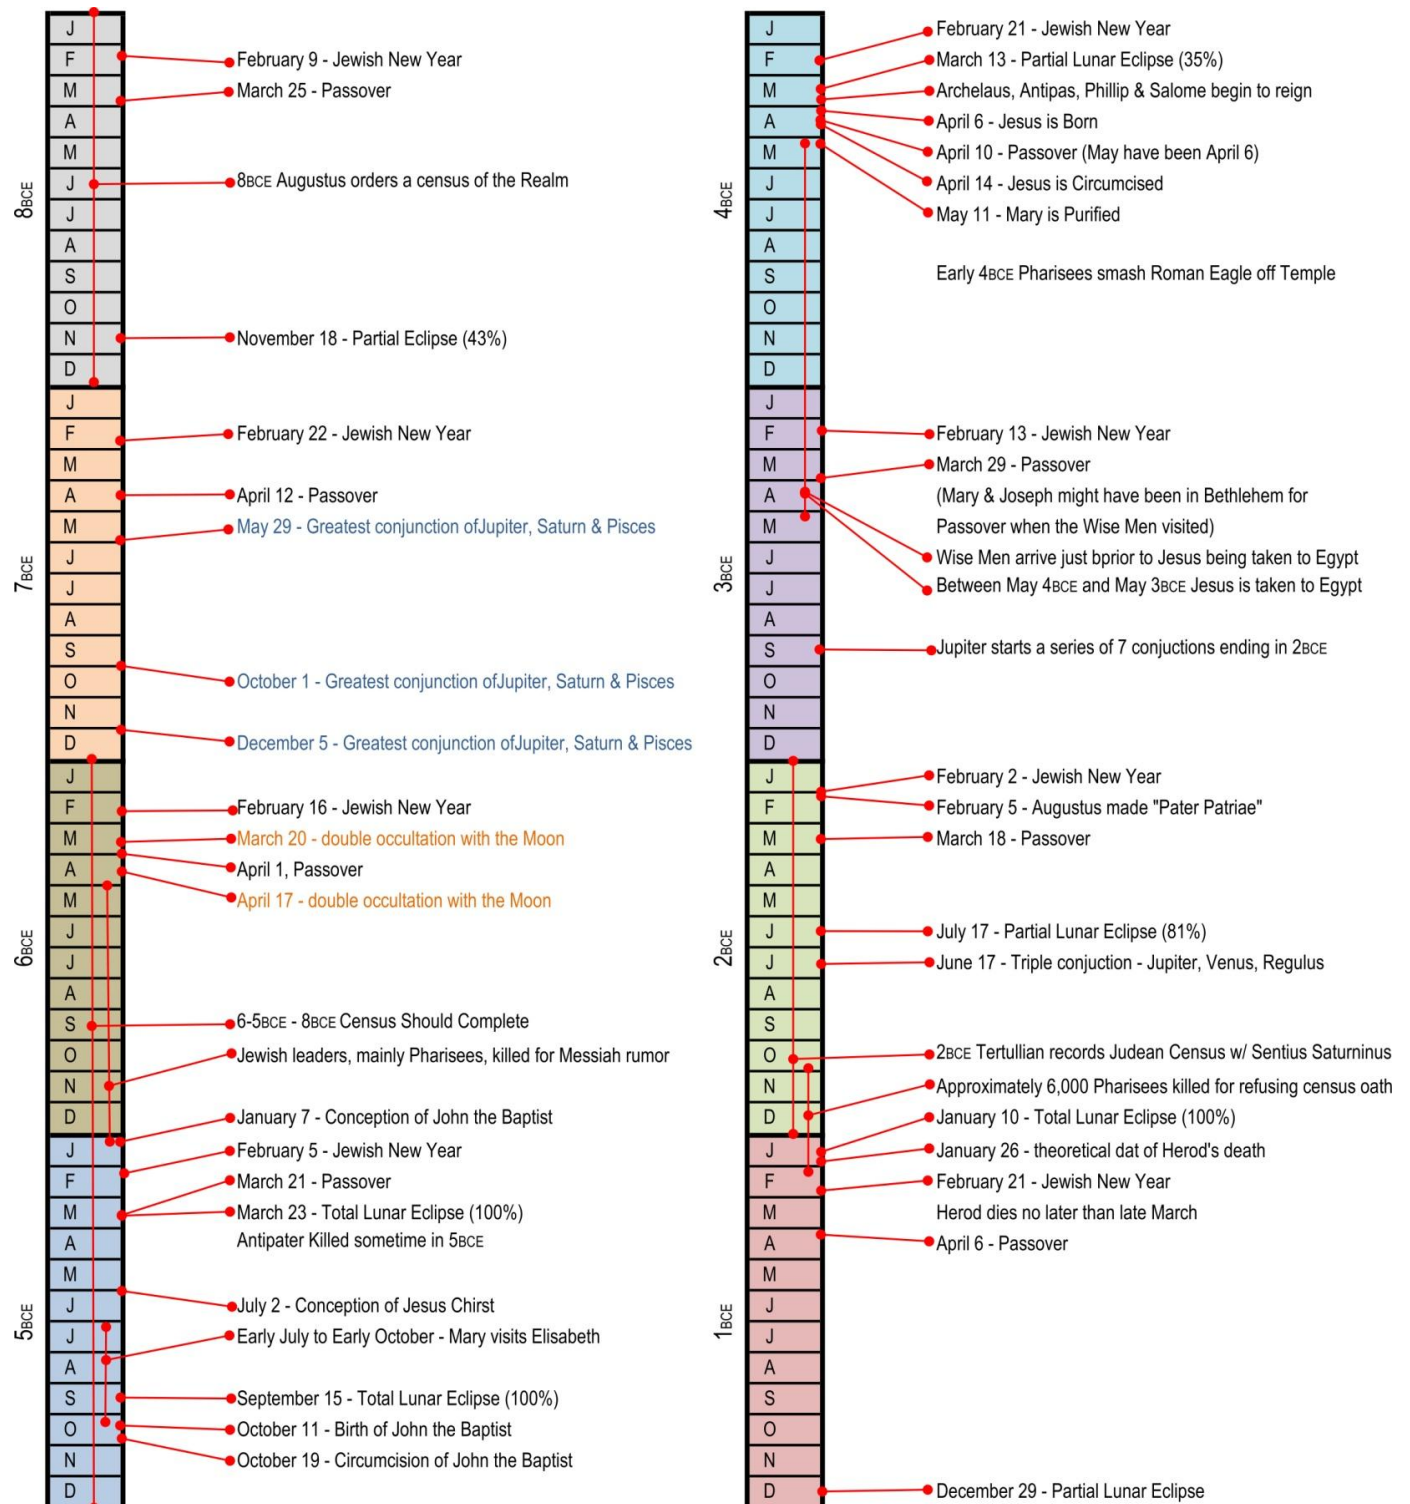 8BCE
J
F
M
A
M
J
J
A
S
O
N
D
February 9 - Jewish New Year
March 25 - Passover
8BCE Augustus orders a census of the Realm
November 18 - Partial Eclipse (43%)
7BCE
J
F
M
A
M
J
J
A
S
O
N
D
February 22 - Jewish New Year
April 12 - Passover
May 29 - Greatest conjunction ofJupiter, Saturn & Pisces
October 1 - Greatest conjunction ofJupiter, Saturn & Pisces
December 5 - Greatest conjunction ofJupiter, Saturn & Pisces
6BCE
J
F
M
A
M
J
J
A
S
O
N
D
February 16 - Jewish New Year
March 20 - double occultation with the Moon
April 1, Passover
April 17 - double occultation with the Moon
6-5BCE - 8BCE Census Should Complete
Jewish leaders, mainly Pharisees, killed for Messiah rumor
January 7 - Conception of John the Baptist
5BCE
J
F
M
A
M
J
J
A
S
O
N
D
February 5 - Jewish New Year
March 21 - Passover
March 23 - Total Lunar Eclipse (100%)
Antipater Killed sometime in 5BCE
July 2 - Conception of Jesus Chirst
Early July to Early October - Mary visits Elisabeth
September 15 - Total Lunar Eclipse (100%)
October 11 - Birth of John the Baptist
October 19 - Circumcision of John the Baptist
4BCE
J
F
M
A
M
J
J
A
S
O
N
D
February 21 - Jewish New Year
March 13 - Partial Lunar Eclipse (35%)
Archelaus, Antipas, Phillip & Salome begin to reign
April 6 - Jesus is Born
April 10 - Passover (May have been April 6)
April 14 - Jesus is Circumcised
May 11 - Mary is Purified
Early 4BCE Pharisees smash Roman Eagle off Temple
3BCE
J
F
M
A
M
J
J
A
S
O
N
D
February 13 - Jewish New Year
March 29 - Passover
(Mary & Joseph might have been in Bethlehem for
Passover when the Wise Men visited)
Wise Men arrive just bprior to Jesus being taken to Egypt
Between May 4BCE and May 3BCE Jesus is taken to Egypt
Jupiter starts a series of 7 conjuctions ending in 2BCE
2BCE
J
F
M
A
M
J
J
A
S
O
N
D
February 2 - Jewish New Year
February 5 - Augustus made "Pater Patriae"
March 18 - Passover
July 17 - Partial Lunar Eclipse (81%)
June 17 - Triple conjuction - Jupiter, Venus, Regulus
2BCE Tertullian records Judean Census w/ Sentius Saturninus
Approximately 6,000 Pharisees killed for refusing census oath
January 10 - Total Lunar Eclipse (100%)
1BCE
J
F
M
A
M
J
J
A
S
O
N
D
January 26 - theoretical dat of Herod's death
February 21 - Jewish New Year
Herod dies no later than late March
April 6 - Passover
December 29 - Partial Lunar Eclipse